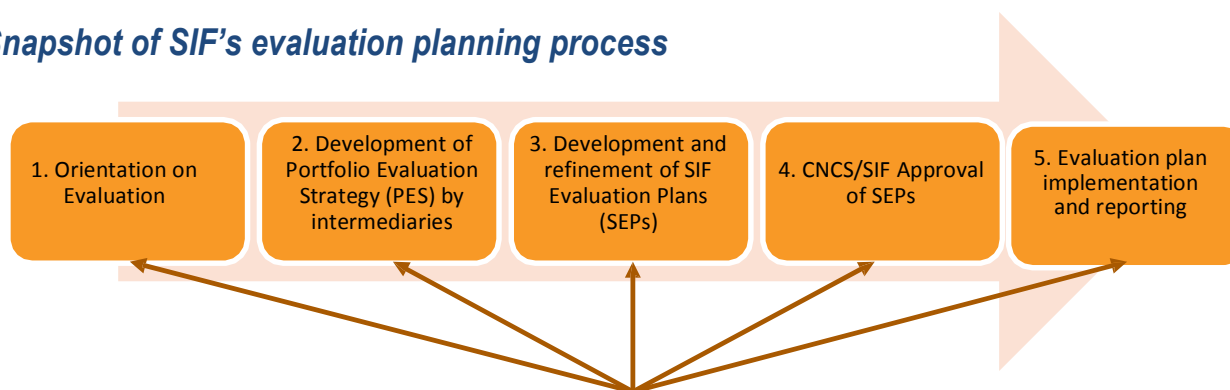 Snapshot of SIF's evaluation planning process
1. Orientation on
Evaluation
2. Development of
Portfolio Evaluation
Strategy (PES) by
intermediaries
3. Development and
refinement of SIF
Evaluation Plans
(SEPs)
4. CNCS/SIF Approval
of SEPs
5. Evaluation plan
implementation
and reporting